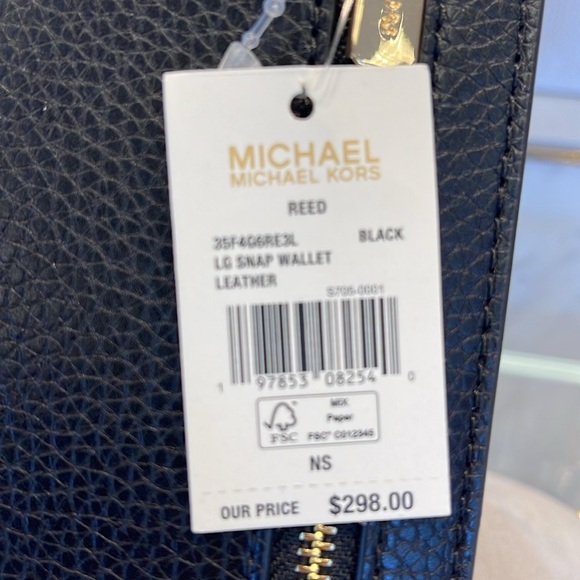 MICHAEL
MICHAEL KORS
REED
35F4G6RE3L BLACK
LG SNAP WALLET
LEATHER
S706-0001
1 97853 08254 0
FSC
MIX
Paper
FSC® C012345
NS
OUR PRICE $298.00